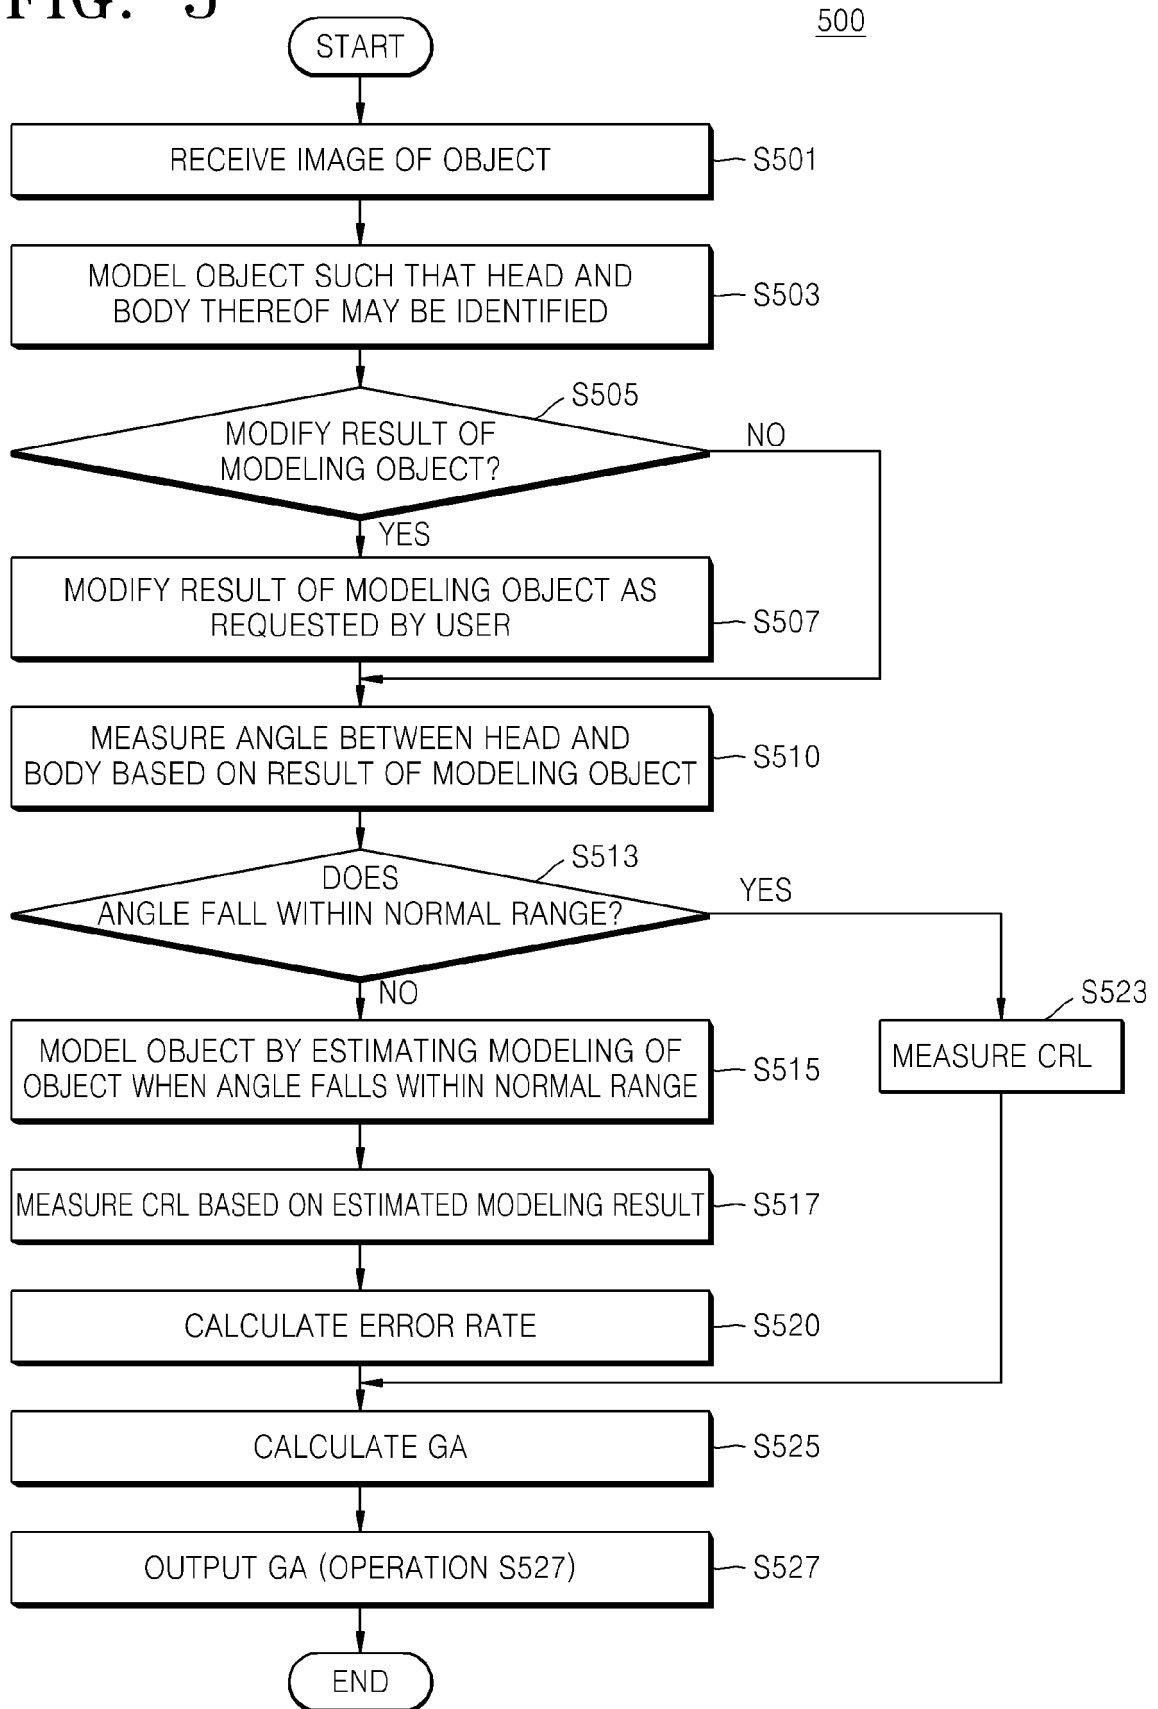 FIG. 5
500
START
RECEIVE IMAGE OF OBJECT
S501
MODEL OBJECT SUCH THAT HEAD AND
BODY THEREOF MAY BE IDENTIFIED
S503
S505
MODIFY RESULT OF
MODELING OBJECT?
NO
YES
MODIFY RESULT OF MODELING OBJECT AS
REQUESTED BY USER
S507
MEASURE ANGLE BETWEEN HEAD AND
BODY BASED ON RESULT OF MODELING OBJECT
S510
S513
DOES
ANGLE FALL WITHIN NORMAL RANGE?
YES
NO
S523
MEASURE CRL
MODEL OBJECT BY ESTIMATING MODELING OF
OBJECT WHEN ANGLE FALLS WITHIN NORMAL RANGE
S515
MEASURE CRL BASED ON ESTIMATED MODELING RESULT
S517
CALCULATE ERROR RATE
S520
CALCULATE GA
S525
OUTPUT GA (OPERATION S527)
S527
END